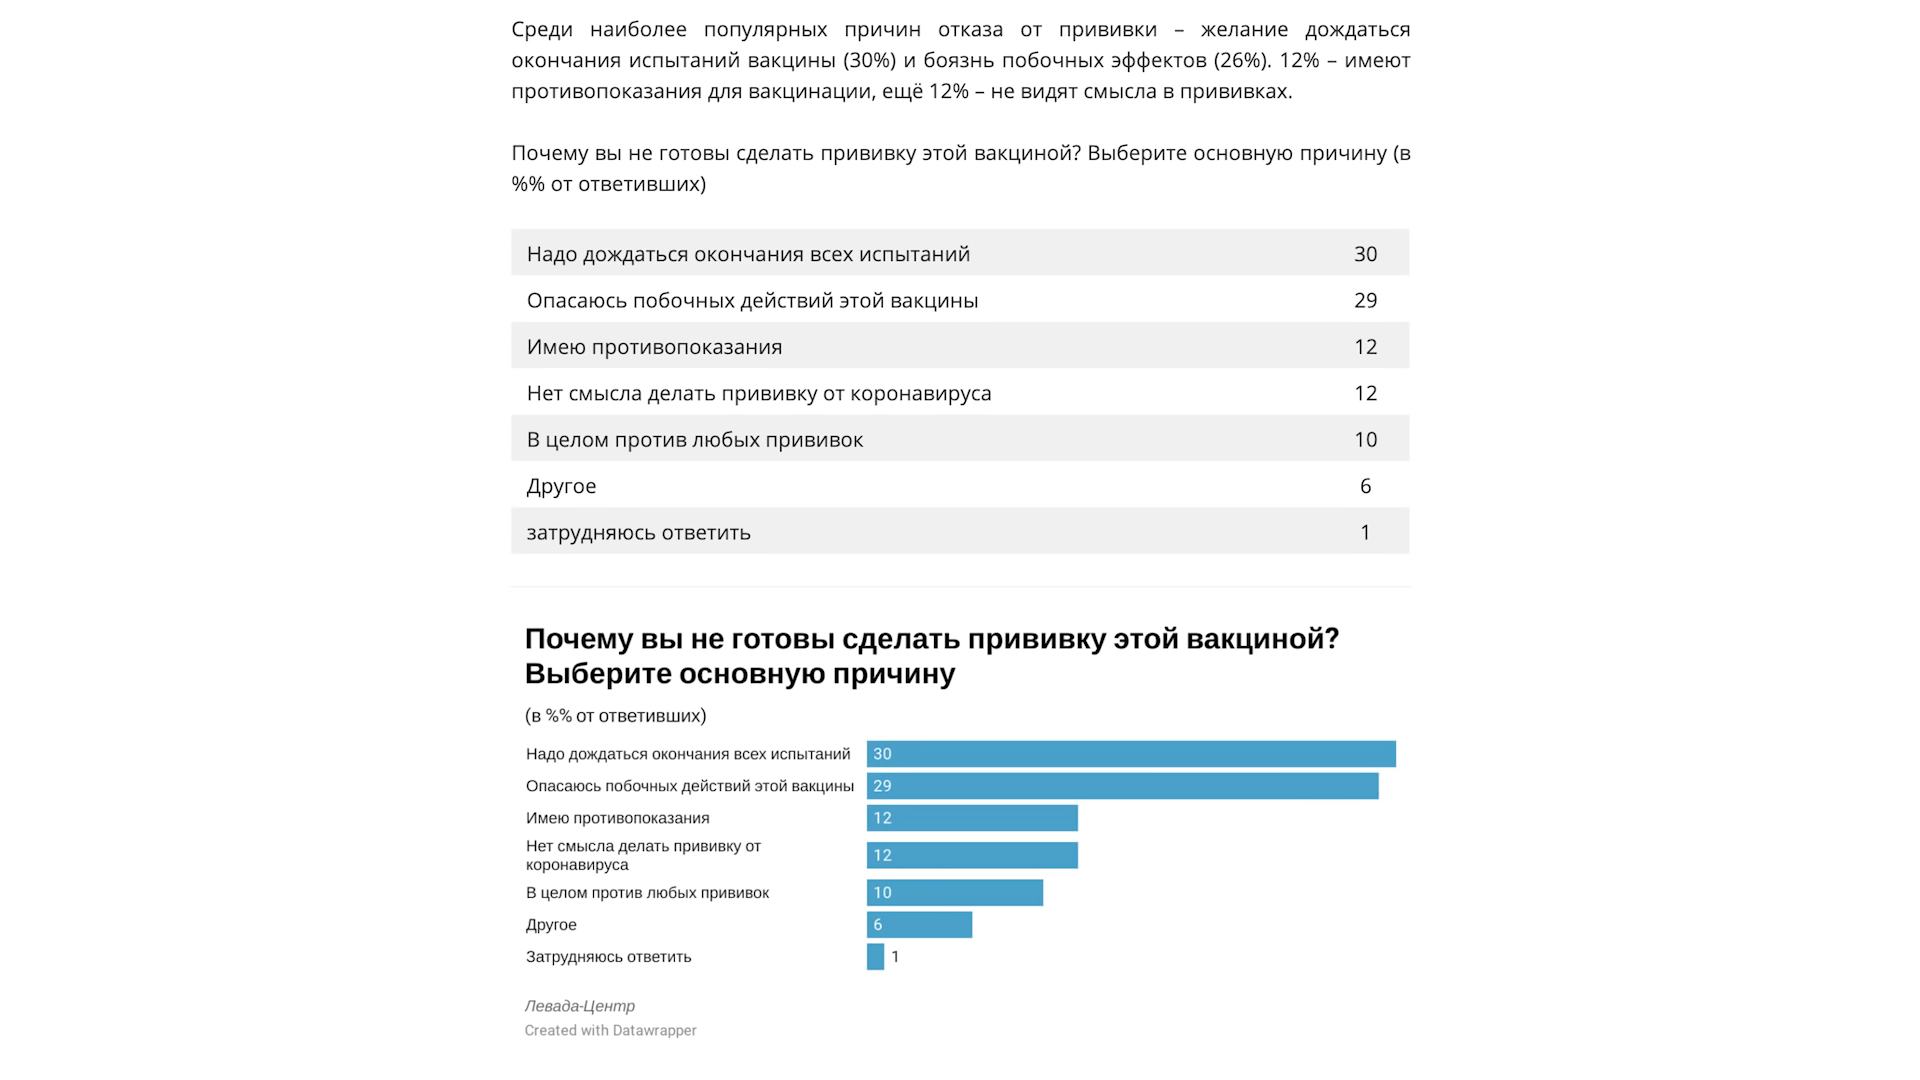 Среди наиболее популярных причин отказа от прививки – желание дождаться
окончания испытаний вакцины (30%) и боязнь побочных эффектов (26%). 12% – имеют
противопоказания для вакцинации, ещё 12% – не видят смысла в прививках.
Почему вы не готовы сделать прививку этой вакциной? Выберите основную причину (в
%% от ответивших)
Надо дождаться окончания всех испытаний 30
Опасаюсь побочных действий этой вакцины 29
Имею противопоказания 12
Нет смысла делать прививку от коронавируса 12
В целом против любых прививок 10
Другое 6
затрудняюсь ответить 1
Почему вы не готовы сделать прививку этой вакциной?
Выберите основную причину
(в %% от ответивших)
Надо дождаться окончания всех испытаний 30
Опасаюсь побочных действий этой вакцины 29
Имею противопоказания 12
Нет смысла делать прививку от
коронавируса 12
В целом против любых прививок 10
Другое 6
Затрудняюсь ответить 1
Левада-Центр
Created with Datawrapper